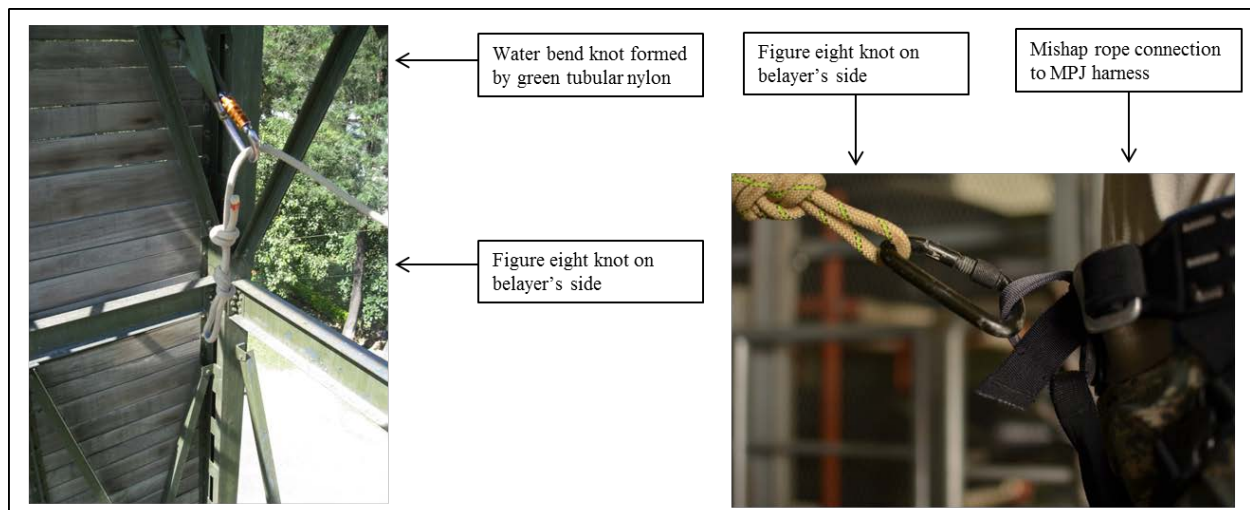 Water bend knot formed
by green tubular nylon
Figure eight knot on
belayer’s side
Figure eight knot on
belayer’s side
Mishap rope connection
to MPJ harness